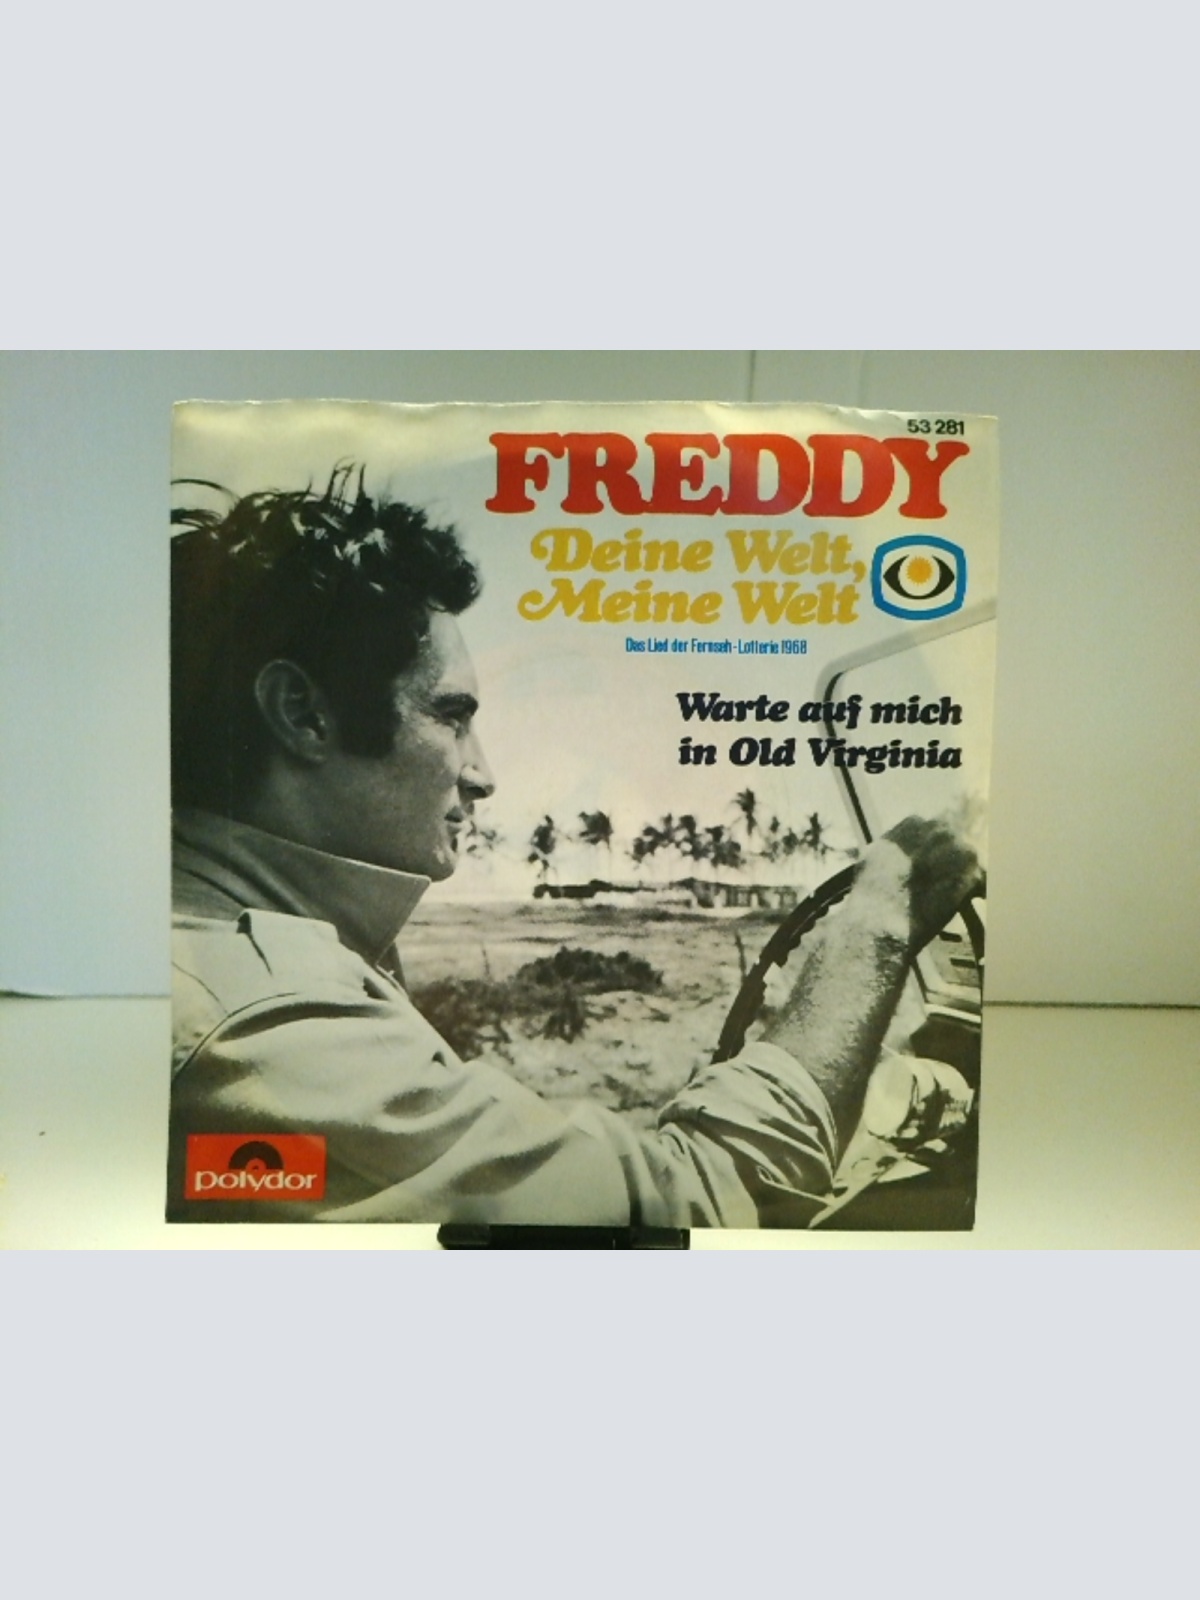 53 281
FREDDY
Deine Welt,
Meine Welt
Das Lied der Fernseh-Lotterie 1968
Warte auf mich
in Old Virginia
polydor